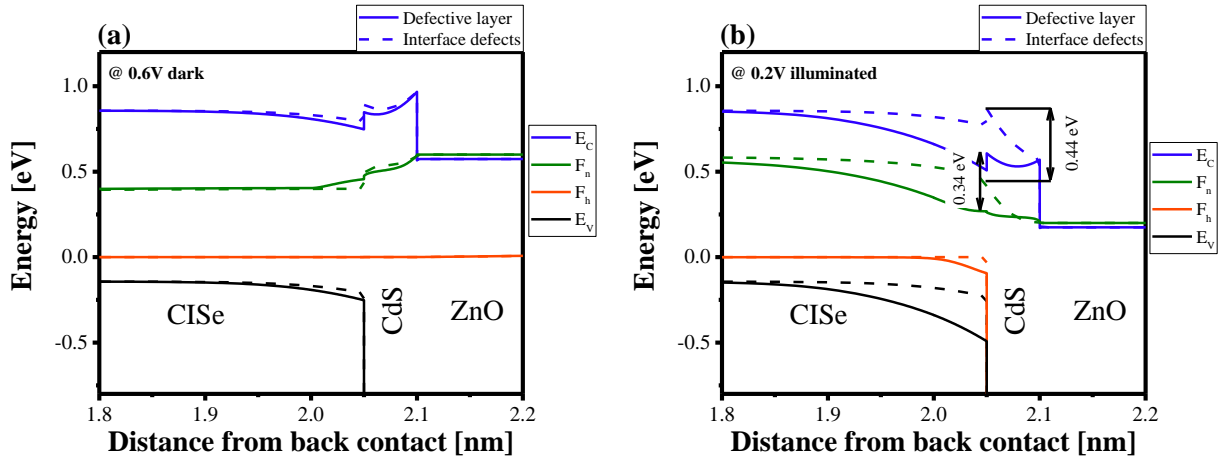 (a)
Defective layer
Interface defects
@ 0.6V dark
1.0
0.5
0.0
-0.5
Energy [eV]
E_C
F_n
F_h
E_V
CISe
CdS
ZnO
1.8 1.9 2.0 2.1 2.2
Distance from back contact [nm]
(b)
Defective layer
Interface defects
@ 0.2V illuminated
1.0
0.5
0.0
-0.5
Energy [eV]
0.34 eV
0.44 eV
E_C
F_n
F_h
E_V
CISe
CdS
ZnO
1.8 1.9 2.0 2.1 2.2
Distance from back contact [nm]